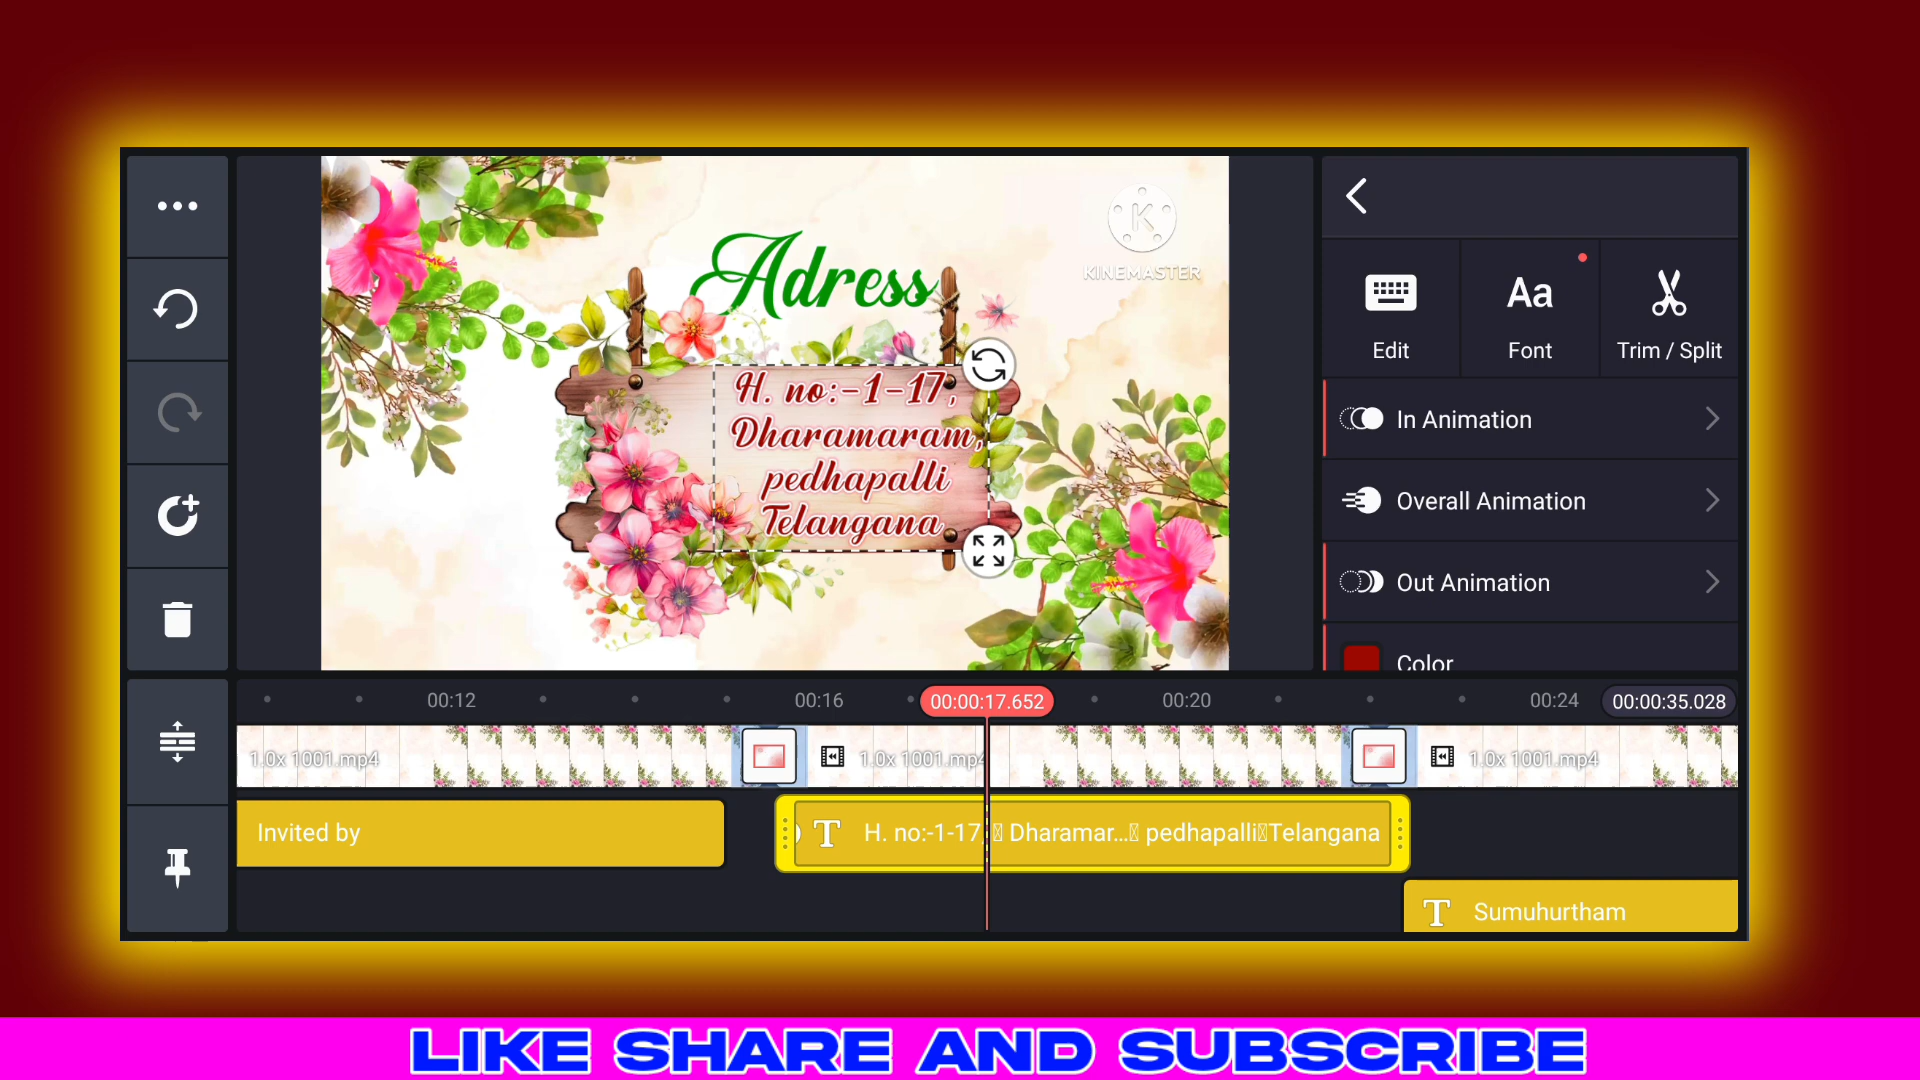 Adress
K
KINEMASTER
H. no:-1-17,
Dharamaram,
pedhapalli
Telangana
Edit
Aa
Font
Trim / Split
In Animation
Overall Animation
Out Animation
Color
00:12
00:16
00:00:17.652
00:20
00:24
00:00:35.028
1.0x 1001.mp4
1.0x 1001.mp4
1.0x 1001.mp4
Invited by
T H. no:-1-17, Dharamar... pedhapalli Telangana
T Sumuhurtham
LIKE SHARE AND SUBSCRIBE